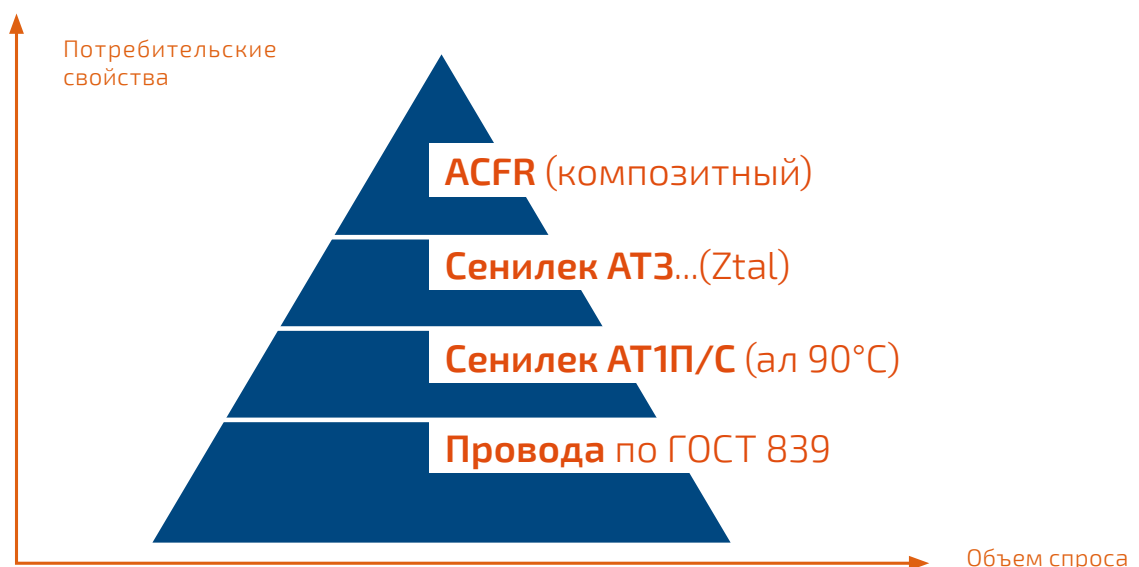 Потребительские
свойства
ACFR (композитный)
Сенилек АТ3...(Ztal)
Сенилек АТ1П/С (ал 90°С)
Провода по ГОСТ 839
Объем спроса